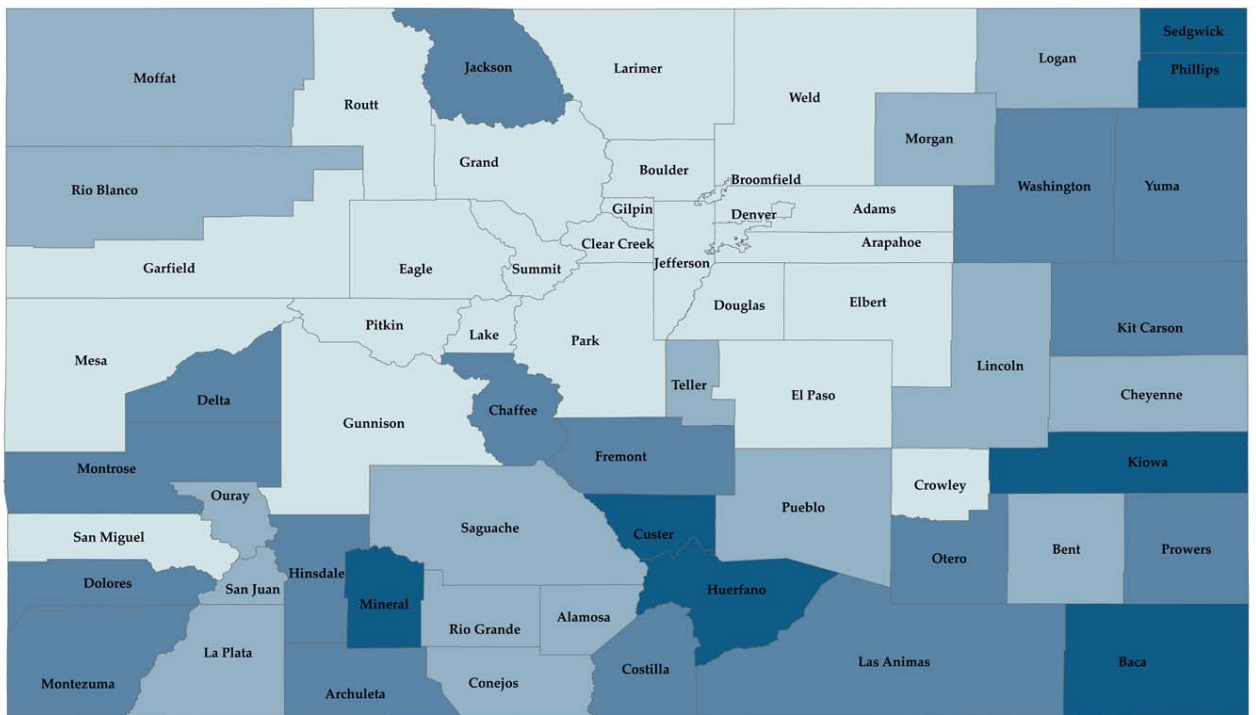 Sedgwick
Jackson
Larimer
Logan
Phillips
Moffat
Routt
Weld
Morgan
Grand
Boulder
Broomfield
Washington
Yuma
Rio Blanco
Gilpin
Denver
Adams
Clear Creek
Arapahoe
Garfield
Eagle
Summit
Jefferson
Douglas
Elbert
Pitkin
Lake
Park
Kit Carson
Mesa
Teller
Lincoln
Delta
Chaffee
El Paso
Cheyenne
Gunnison
Montrose
Fremont
Kiowa
Ouray
Crowley
Saguache
Pueblo
San Miguel
Custer
Otero
Bent
Prowers
Dolores
Hinsdale
San Juan
Mineral
Huerfano
Rio Grande
Alamosa
La Plata
Costilla
Las Animas
Baca
Montezuma
Archuleta
Conejos